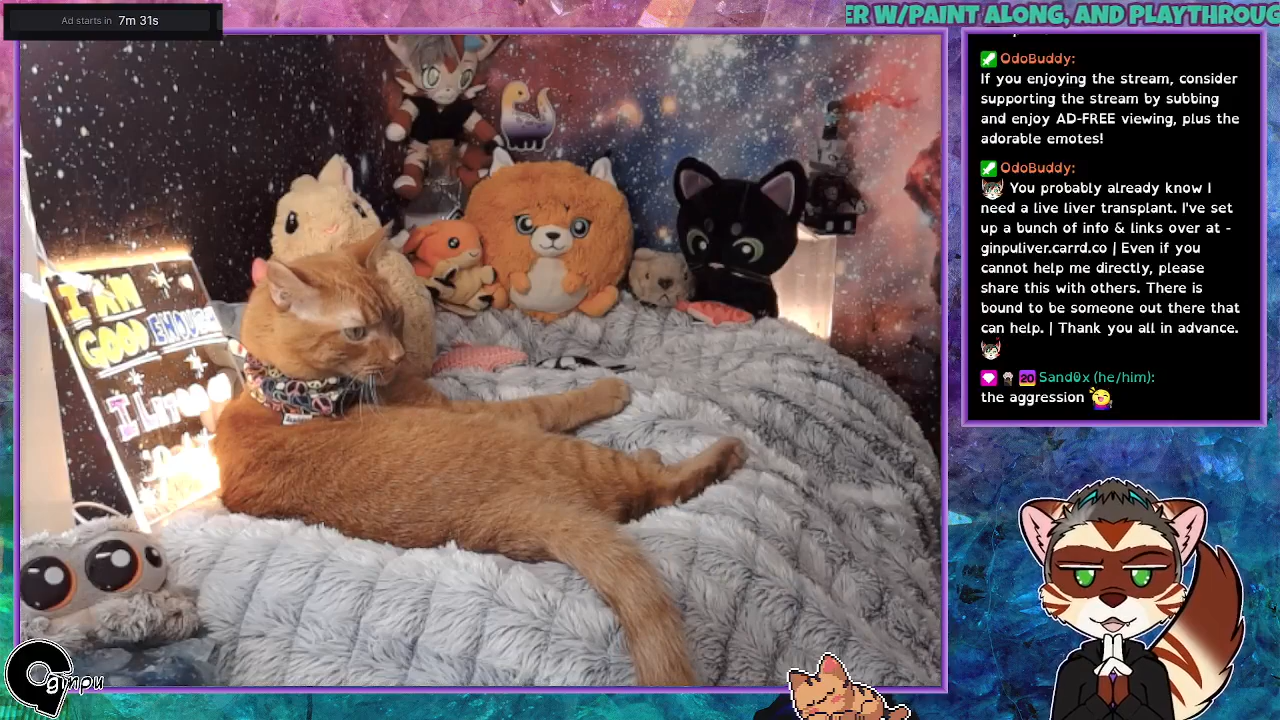 Ad starts in 7m 31s
ER W/PAINT ALONG, AND PLAYTHROUG
OdoBuddy:
If you enjoying the stream, consider
supporting the stream by subbing
and enjoy AD-FREE viewing, plus the
adorable emotes!
OdoBuddy:
You probably already know I
need a live liver transplant. I've set
up a bunch of info & links over at -
ginpuliver.carrd.co | Even if you
cannot help me directly, please
share this with others. There is
bound to be someone out there that
can help. | Thank you all in advance.
20 Sand0x (he/him):
the aggression
I AM
GOOD ENOUGH
ginpu